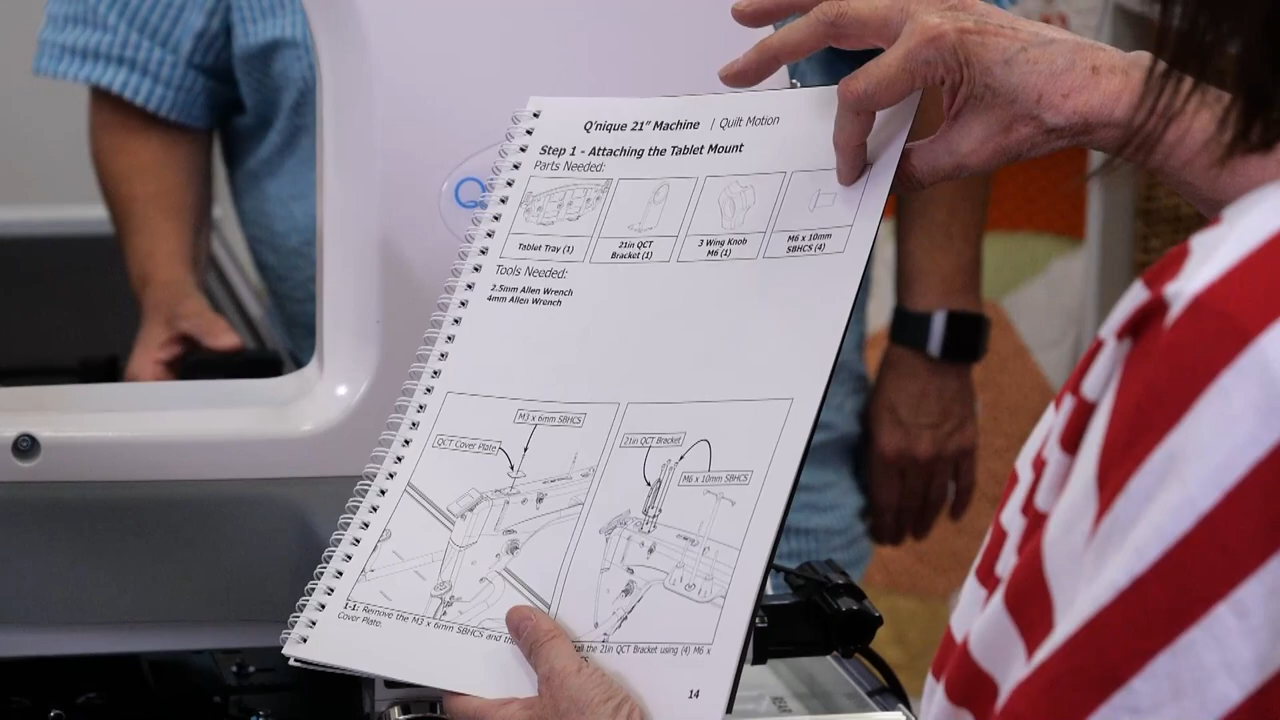 Q'nique 21" Machine | Quilt Motion
Step 1 - Attaching the Tablet Mount
Parts Needed:
Tablet Tray (1)
21in QCT
Bracket (1)
3 Wing Knob
M6 (1)
M6 x 10mm
SBHCS (4)
Tools Needed:
2.5mm Allen Wrench
4mm Allen Wrench
M3 x 6mm SBHCS
QCT Cover Plate
21in QCT Bracket
M6 x 10mm SBHCS
1-1: Remove the M3 x 6mm SBHCS and the
Cover Plate.
the 21in QCT Bracket using (4) M6 x
14